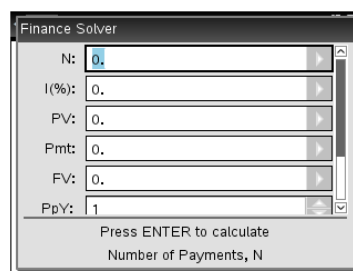 Finance Solver
N: 0.
I(%): 0.
PV: 0.
Pmt: 0.
FV: 0.
PpY: 1
Press ENTER to calculate
Number of Payments, N